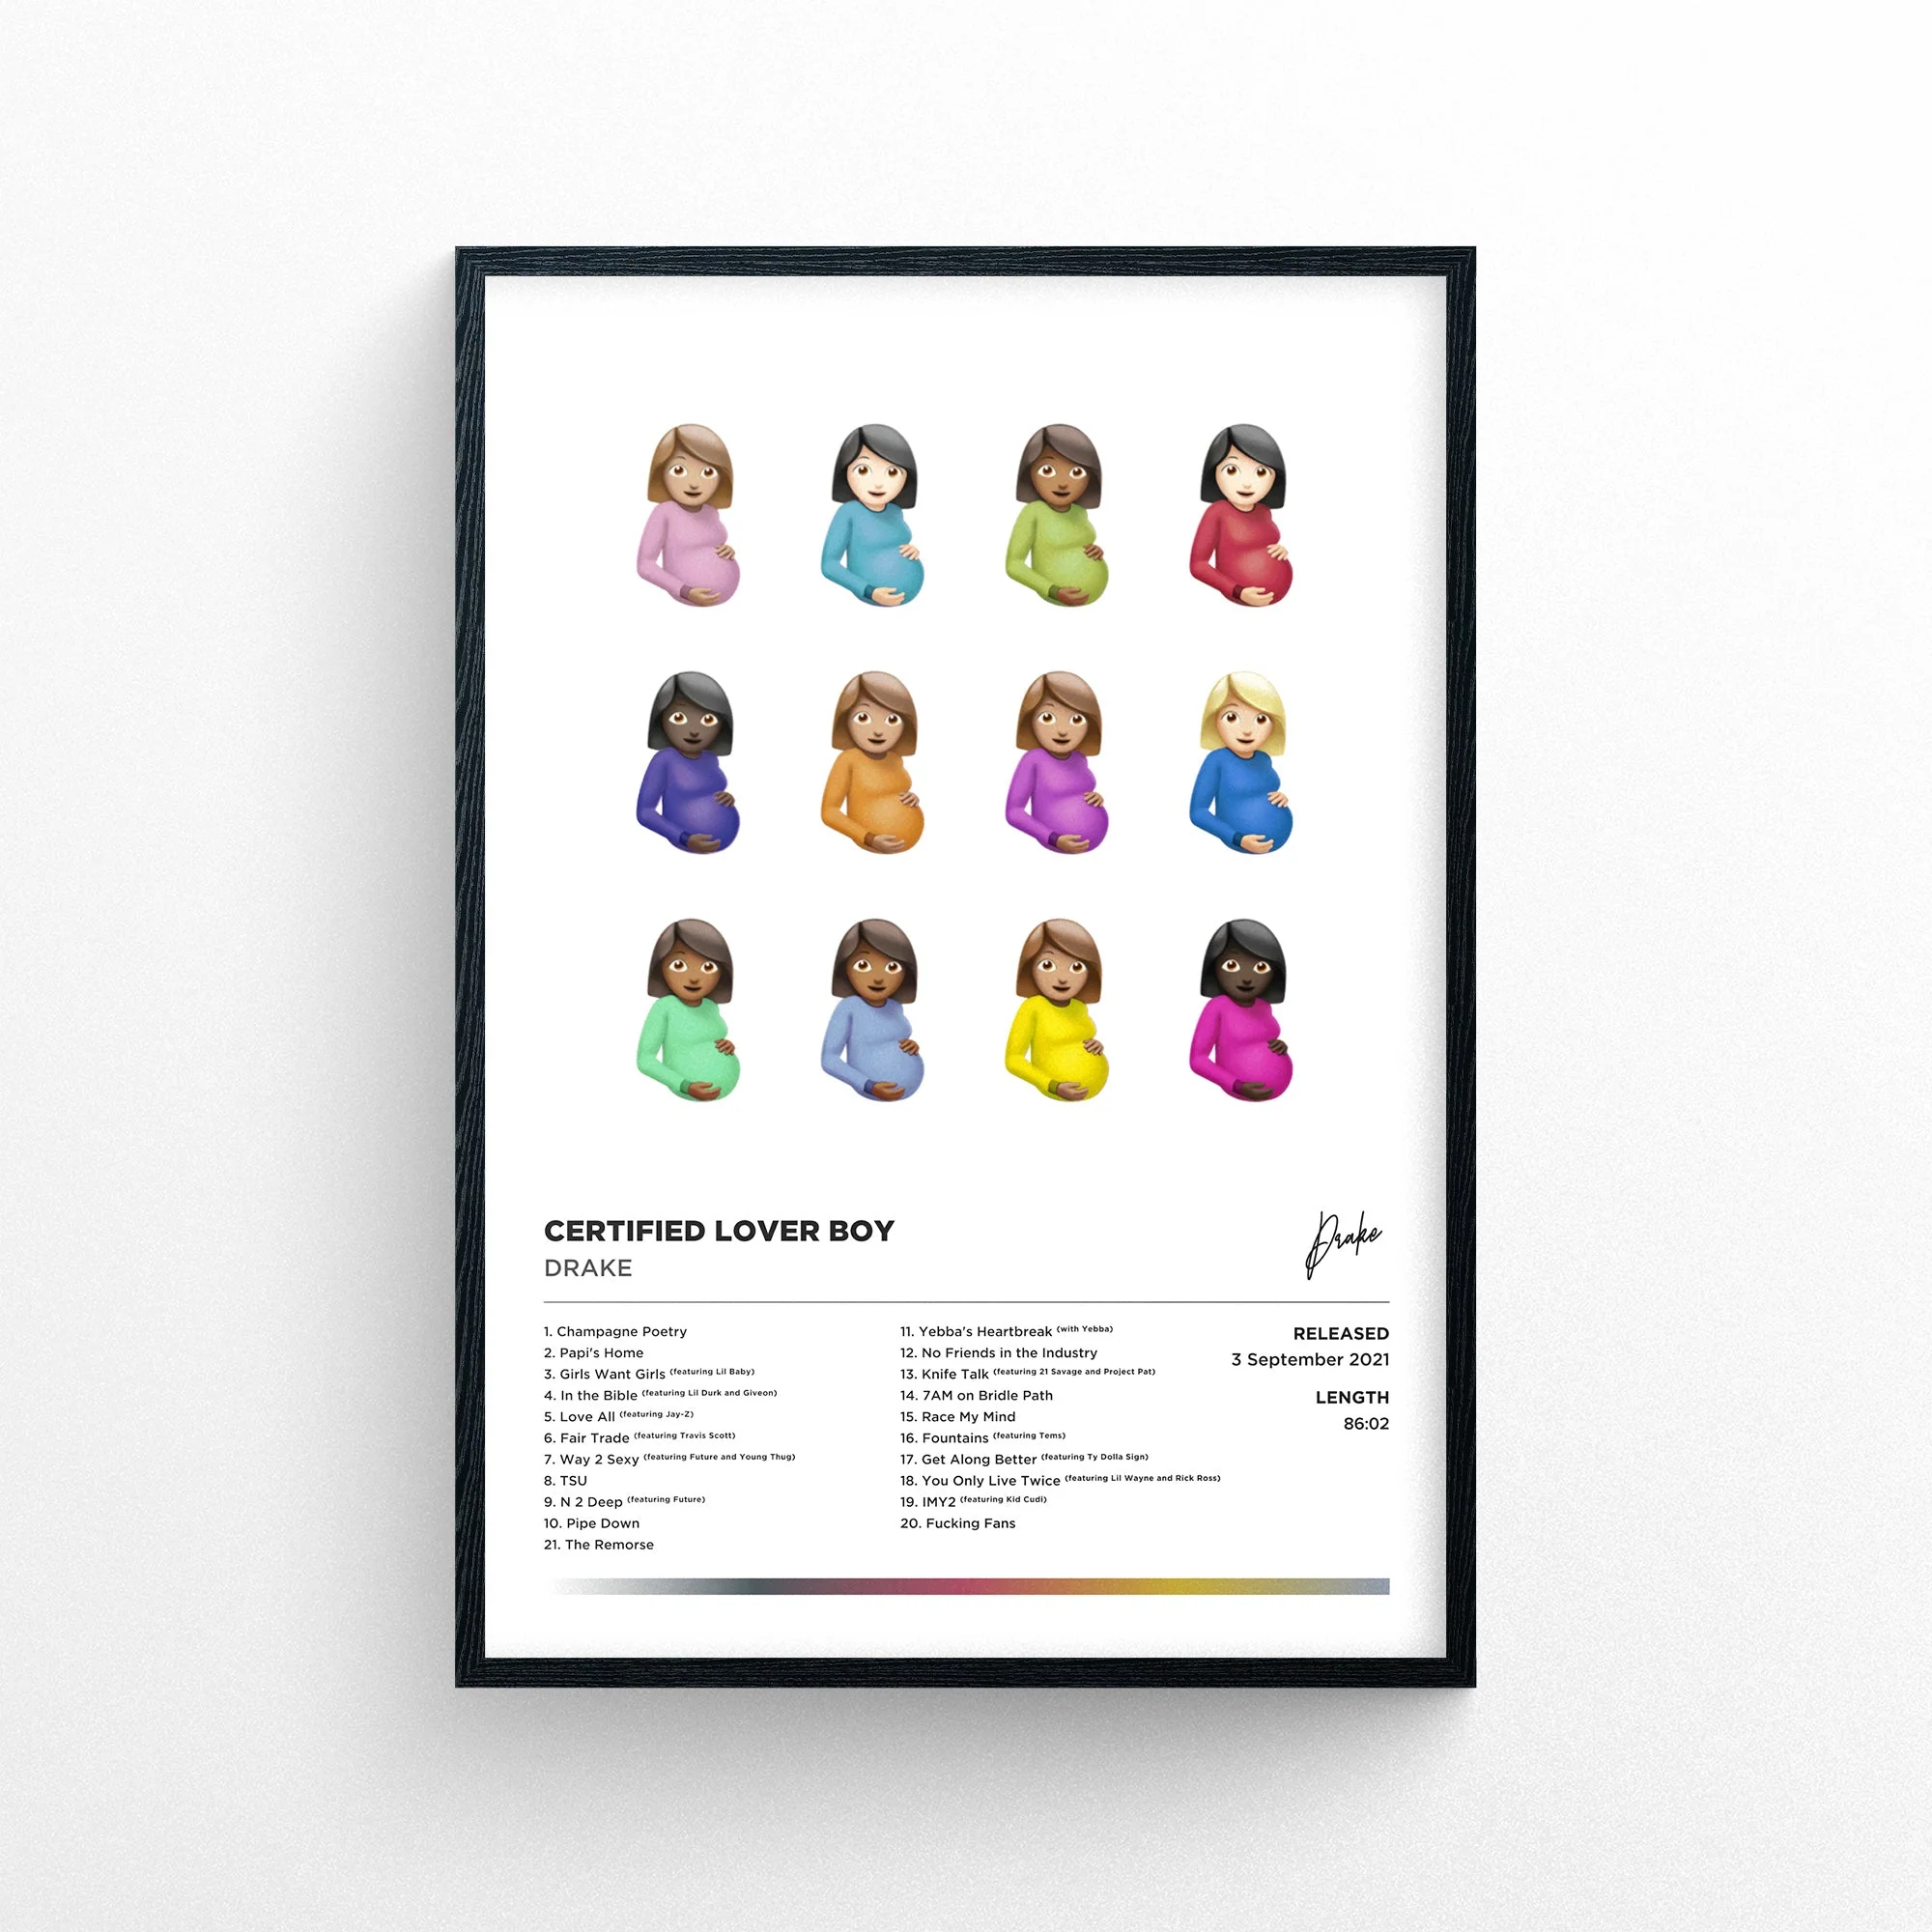 CERTIFIED LOVER BOY
DRAKE
Drake
1. Champagne Poetry
2. Papi's Home
3. Girls Want Girls (featuring Lil Baby)
4. In the Bible (featuring Lil Durk and Giveon)
5. Love All (featuring Jay-Z)
6. Fair Trade (featuring Travis Scott)
7. Way 2 Sexy (featuring Future and Young Thug)
8. TSU
9. N 2 Deep (featuring Future)
10. Pipe Down
21. The Remorse
11. Yebba's Heartbreak (with Yebba)
12. No Friends in the Industry
13. Knife Talk (featuring 21 Savage and Project Pat)
14. 7AM on Bridle Path
15. Race My Mind
16. Fountains (featuring Tems)
17. Get Along Better (featuring Ty Dolla Sign)
18. You Only Live Twice (featuring Lil Wayne and Rick Ross)
19. IMY2 (featuring Kid Cudi)
20. Fucking Fans
RELEASED
3 September 2021
LENGTH
86:02